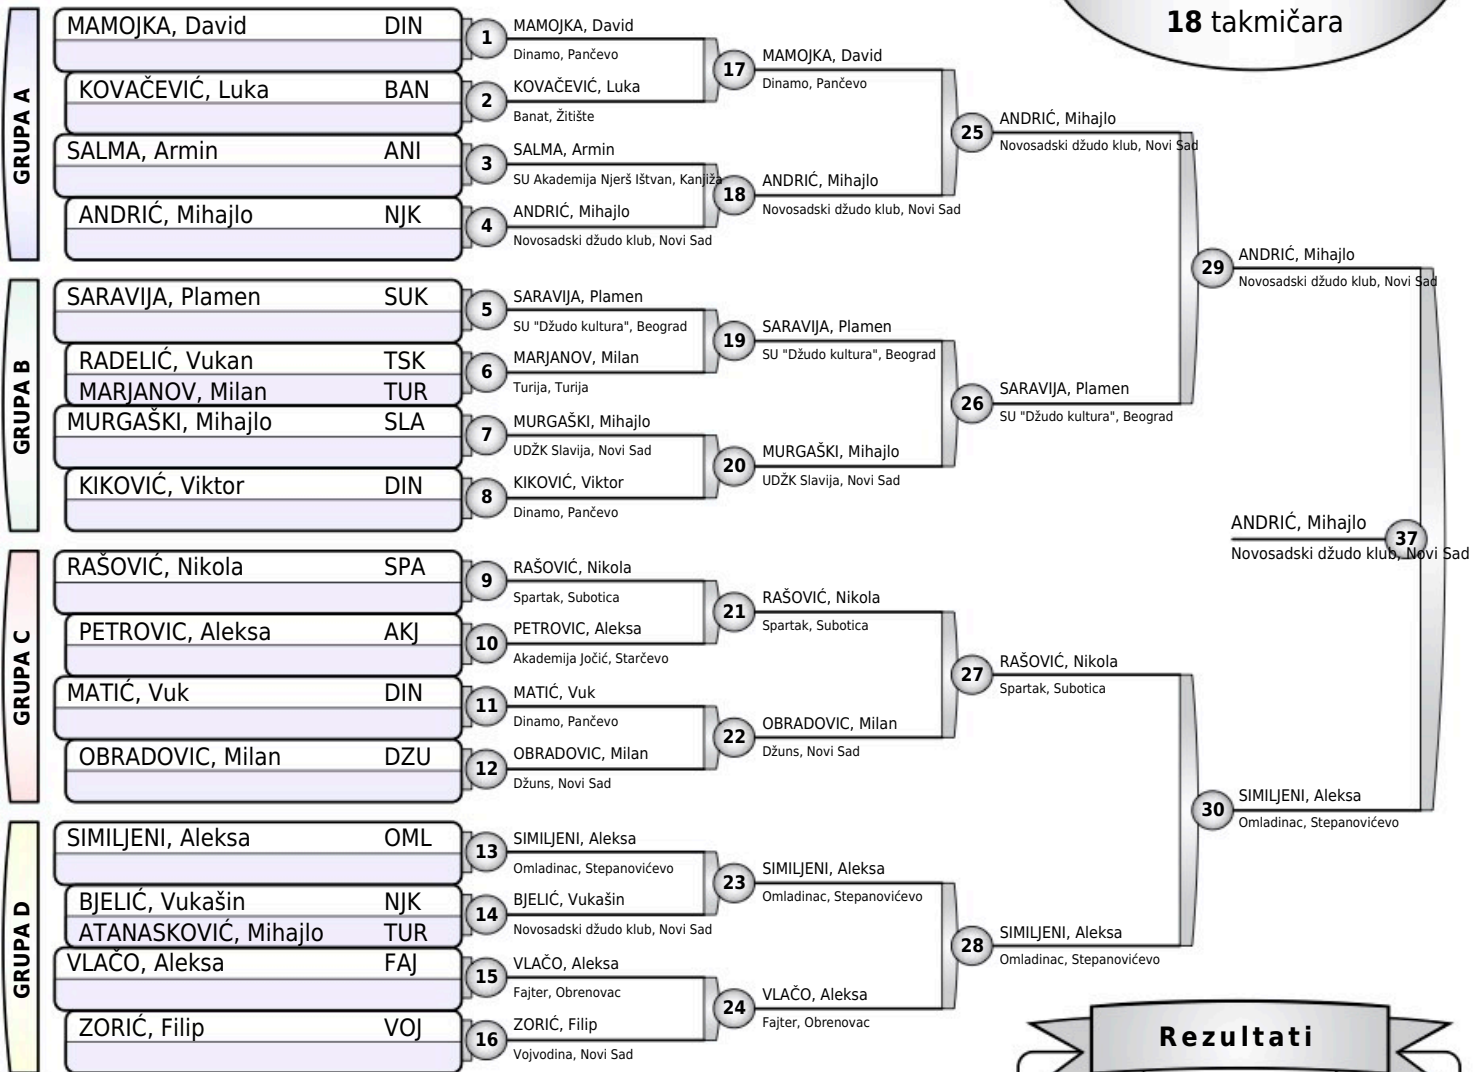 18 takmičara
GRUPA A
MAMOJKA, David DIN
KOVAČEVIĆ, Luka BAN
SALMA, Armin ANI
ANDRIĆ, Mihajlo NJK
GRUPA B
SARAVIJA, Plamen SUK
RADELIĆ, Vukan TSK
MARJANOV, Milan TUR
MURGAŠKI, Mihajlo SLA
KIKOVIĆ, Viktor DIN
GRUPA C
RAŠOVIĆ, Nikola SPA
PETROVIC, Aleksa AKJ
MATIĆ, Vuk DIN
OBRADOVIC, Milan DZU
GRUPA D
SIMILJENI, Aleksa OML
BJELIĆ, Vukašin NJK
ATANASKOVIĆ, Mihajlo TUR
VLAČO, Aleksa FAJ
ZORIĆ, Filip VOJ
1 MAMOJKA, David
Dinamo, Pančevo
2 KOVAČEVIĆ, Luka
Banat, Žitište
3 SALMA, Armin
SU Akademija Njerš Ištvan, Kanjiža
4 ANDRIĆ, Mihajlo
Novosadski džudo klub, Novi Sad
5 SARAVIJA, Plamen
SU "Džudo kultura", Beograd
6 MARJANOV, Milan
Turija, Turija
7 MURGAŠKI, Mihajlo
UDŽK Slavija, Novi Sad
8 KIKOVIĆ, Viktor
Dinamo, Pančevo
9 RAŠOVIĆ, Nikola
Spartak, Subotica
10 PETROVIC, Aleksa
Akademija Jočić, Starčevo
11 MATIĆ, Vuk
Dinamo, Pančevo
12 OBRADOVIC, Milan
Džuns, Novi Sad
13 SIMILJENI, Aleksa
Omladinac, Stepanovićevo
14 BJELIĆ, Vukašin
Novosadski džudo klub, Novi Sad
15 VLAČO, Aleksa
Fajter, Obrenovac
16 ZORIĆ, Filip
Vojvodina, Novi Sad
17 MAMOJKA, David
Dinamo, Pančevo
18 ANDRIĆ, Mihajlo
Novosadski džudo klub, Novi Sad
19 SARAVIJA, Plamen
SU "Džudo kultura", Beograd
20 MURGAŠKI, Mihajlo
UDŽK Slavija, Novi Sad
21 RAŠOVIĆ, Nikola
Spartak, Subotica
22 OBRADOVIC, Milan
Džuns, Novi Sad
23 SIMILJENI, Aleksa
Omladinac, Stepanovićevo
24 VLAČO, Aleksa
Fajter, Obrenovac
25 ANDRIĆ, Mihajlo
Novosadski džudo klub, Novi Sad
26 SARAVIJA, Plamen
SU "Džudo kultura", Beograd
27 RAŠOVIĆ, Nikola
Spartak, Subotica
28 SIMILJENI, Aleksa
Omladinac, Stepanovićevo
29 ANDRIĆ, Mihajlo
Novosadski džudo klub, Novi Sad
30 SIMILJENI, Aleksa
Omladinac, Stepanovićevo
ANDRIĆ, Mihajlo 37
Novosadski džudo klub, Novi Sad
Rezultati